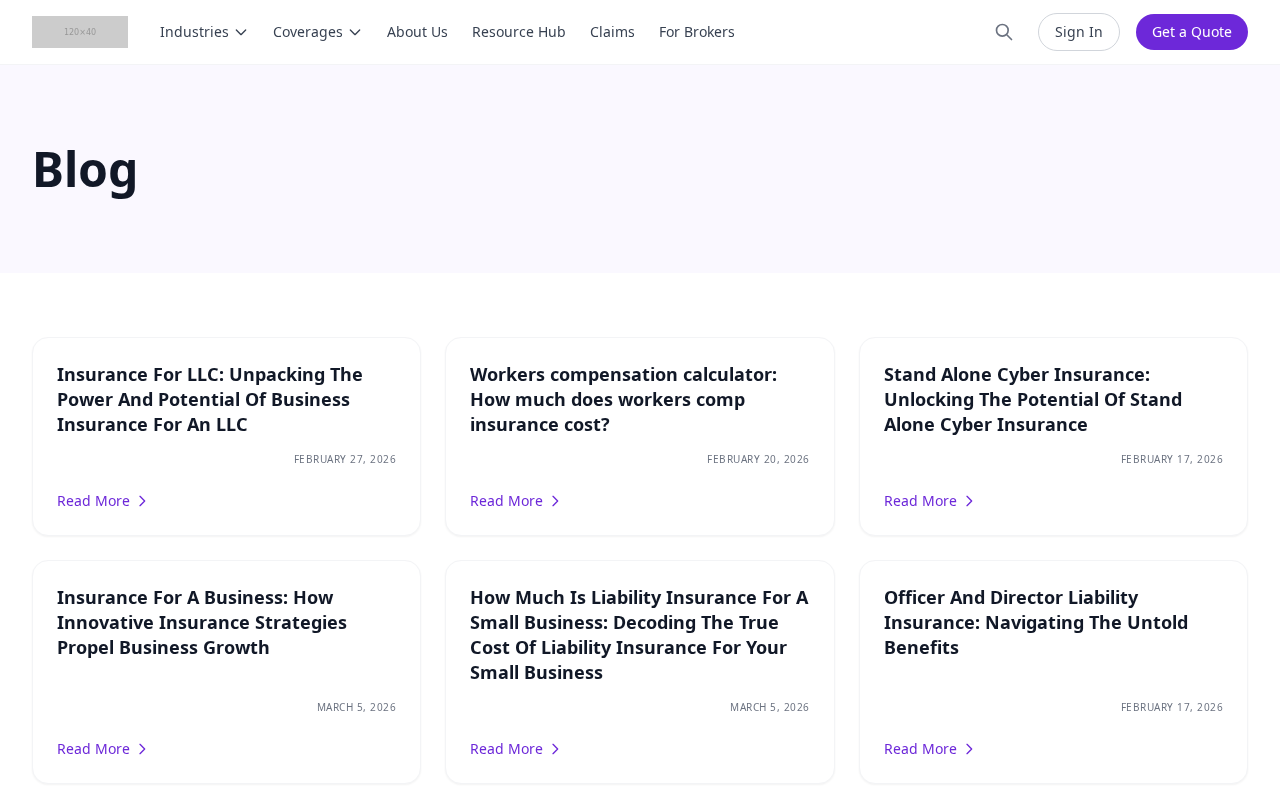 120×40
Industries
Coverages
About Us
Resource Hub
Claims
For Brokers
Sign In
Get a Quote
Blog
Insurance For LLC: Unpacking The
Power And Potential Of Business
Insurance For An LLC
FEBRUARY 27, 2026
Read More
Workers compensation calculator:
How much does workers comp
insurance cost?
FEBRUARY 20, 2026
Read More
Stand Alone Cyber Insurance:
Unlocking The Potential Of Stand
Alone Cyber Insurance
FEBRUARY 17, 2026
Read More
Insurance For A Business: How
Innovative Insurance Strategies
Propel Business Growth
MARCH 5, 2026
Read More
How Much Is Liability Insurance For A
Small Business: Decoding The True
Cost Of Liability Insurance For Your
Small Business
MARCH 5, 2026
Read More
Officer And Director Liability
Insurance: Navigating The Untold
Benefits
FEBRUARY 17, 2026
Read More